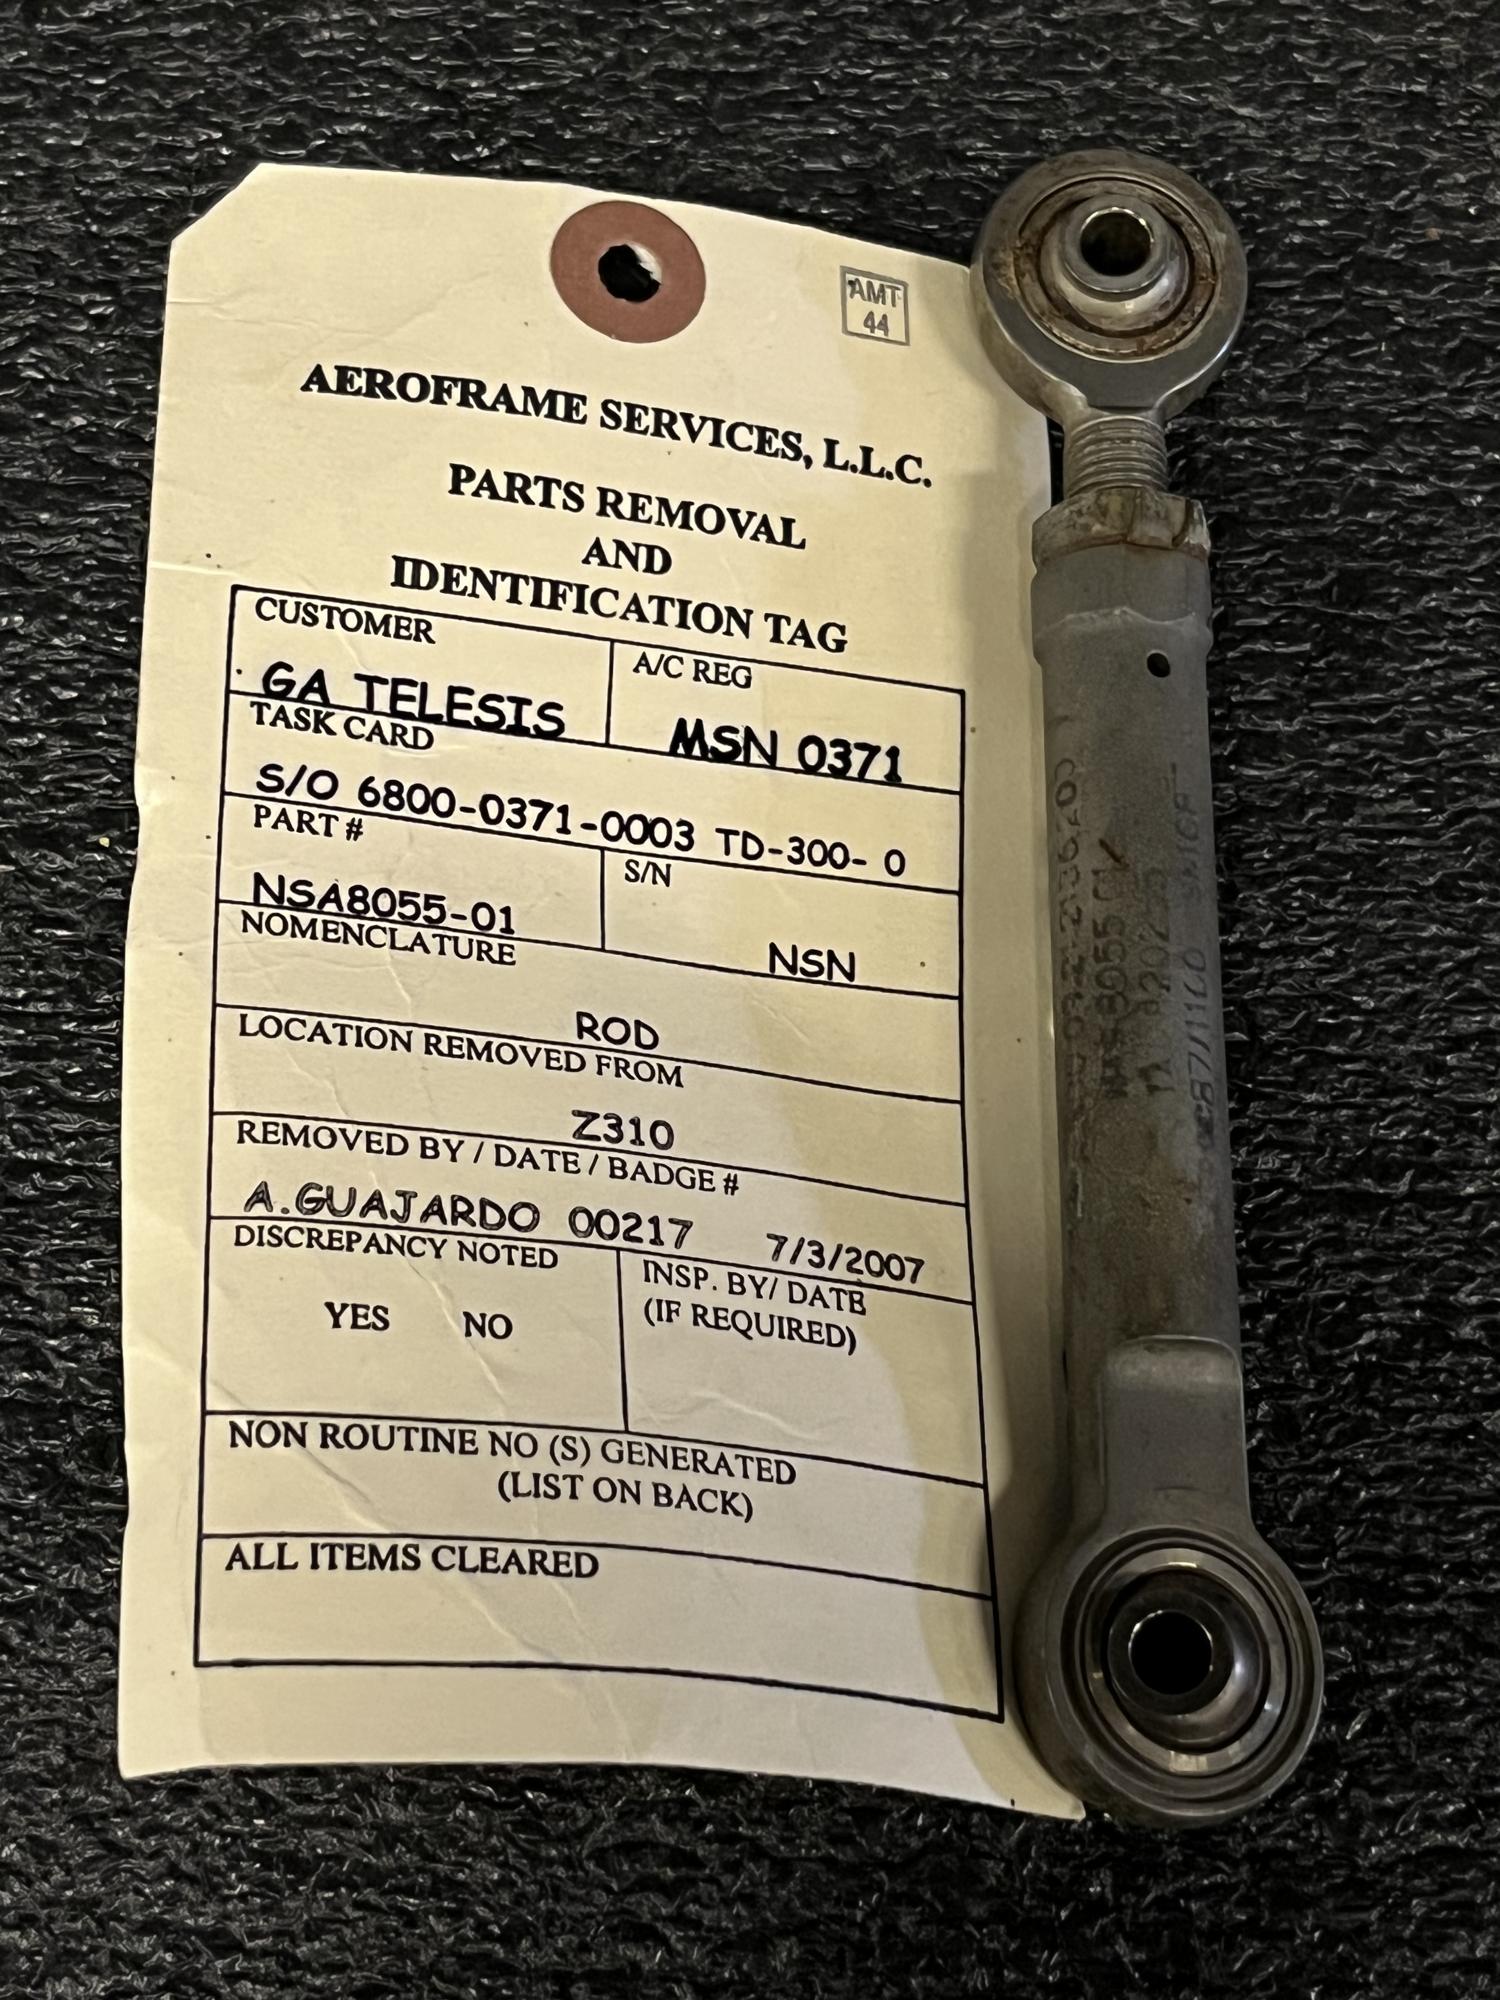 AMT
44
AEROFRAME SERVICES, L.L.C.
PARTS REMOVAL
AND
IDENTIFICATION TAG
CUSTOMER
GA TELESIS
A/C REG
MSN 0371
TASK CARD
S/O 6800-0371-0003 TD-300- 0
PART #
NSA8055-01
S/N
NSN
NOMENCLATURE
ROD
LOCATION REMOVED FROM
Z310
REMOVED BY / DATE / BADGE #
A.GUAJARDO 00217 7/3/2007
DISCREPANCY NOTED
YES NO
INSP. BY/ DATE
(IF REQUIRED)
NON ROUTINE NO (S) GENERATED
(LIST ON BACK)
ALL ITEMS CLEARED